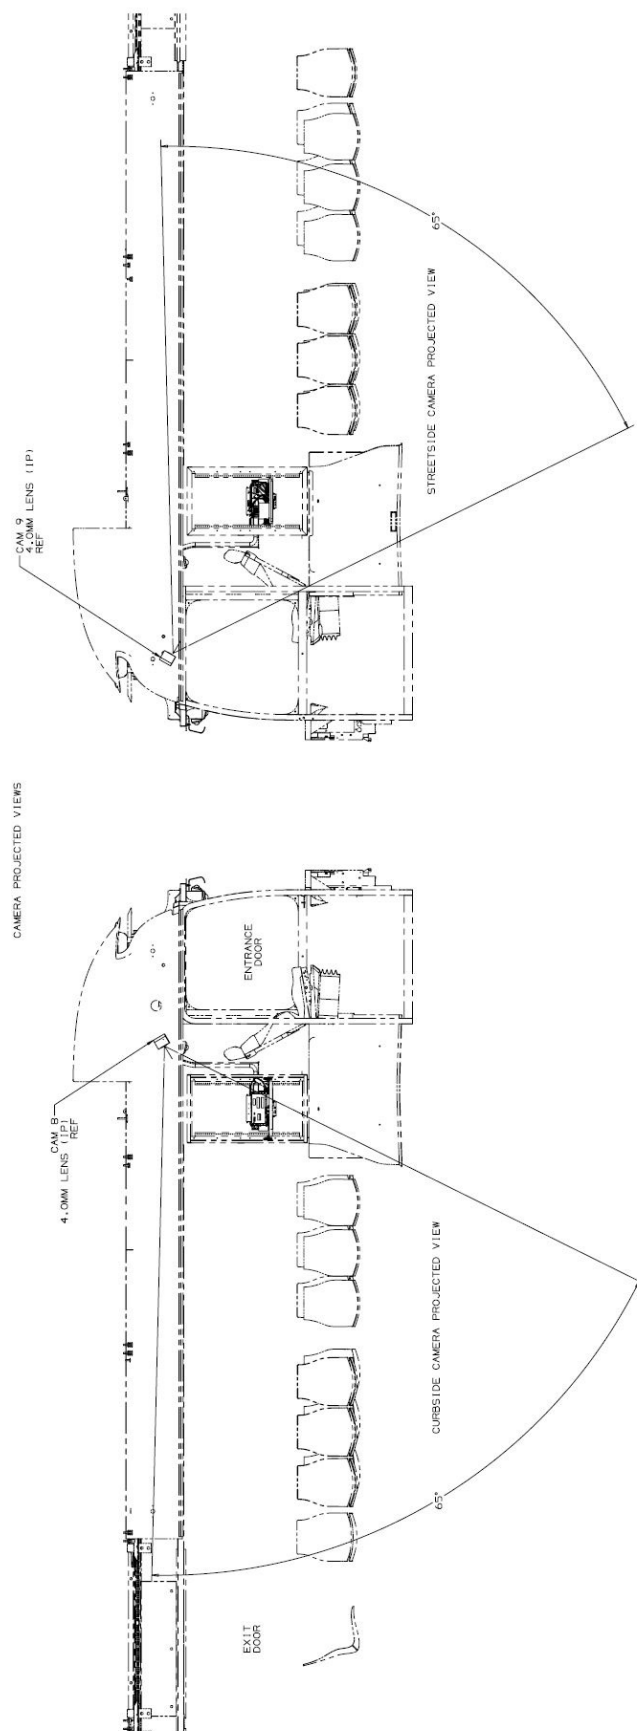 CAMERA PROJECTED VIEWS
CAM 8
4.0MM LENS (IP)
REF
ENTRANCE
DOOR
EXIT
DOOR
CURBSIDE CAMERA PROJECTED VIEW
65°
CAM 9
4.0MM LENS (IP)
REF
STREETSIDE CAMERA PROJECTED VIEW
65°